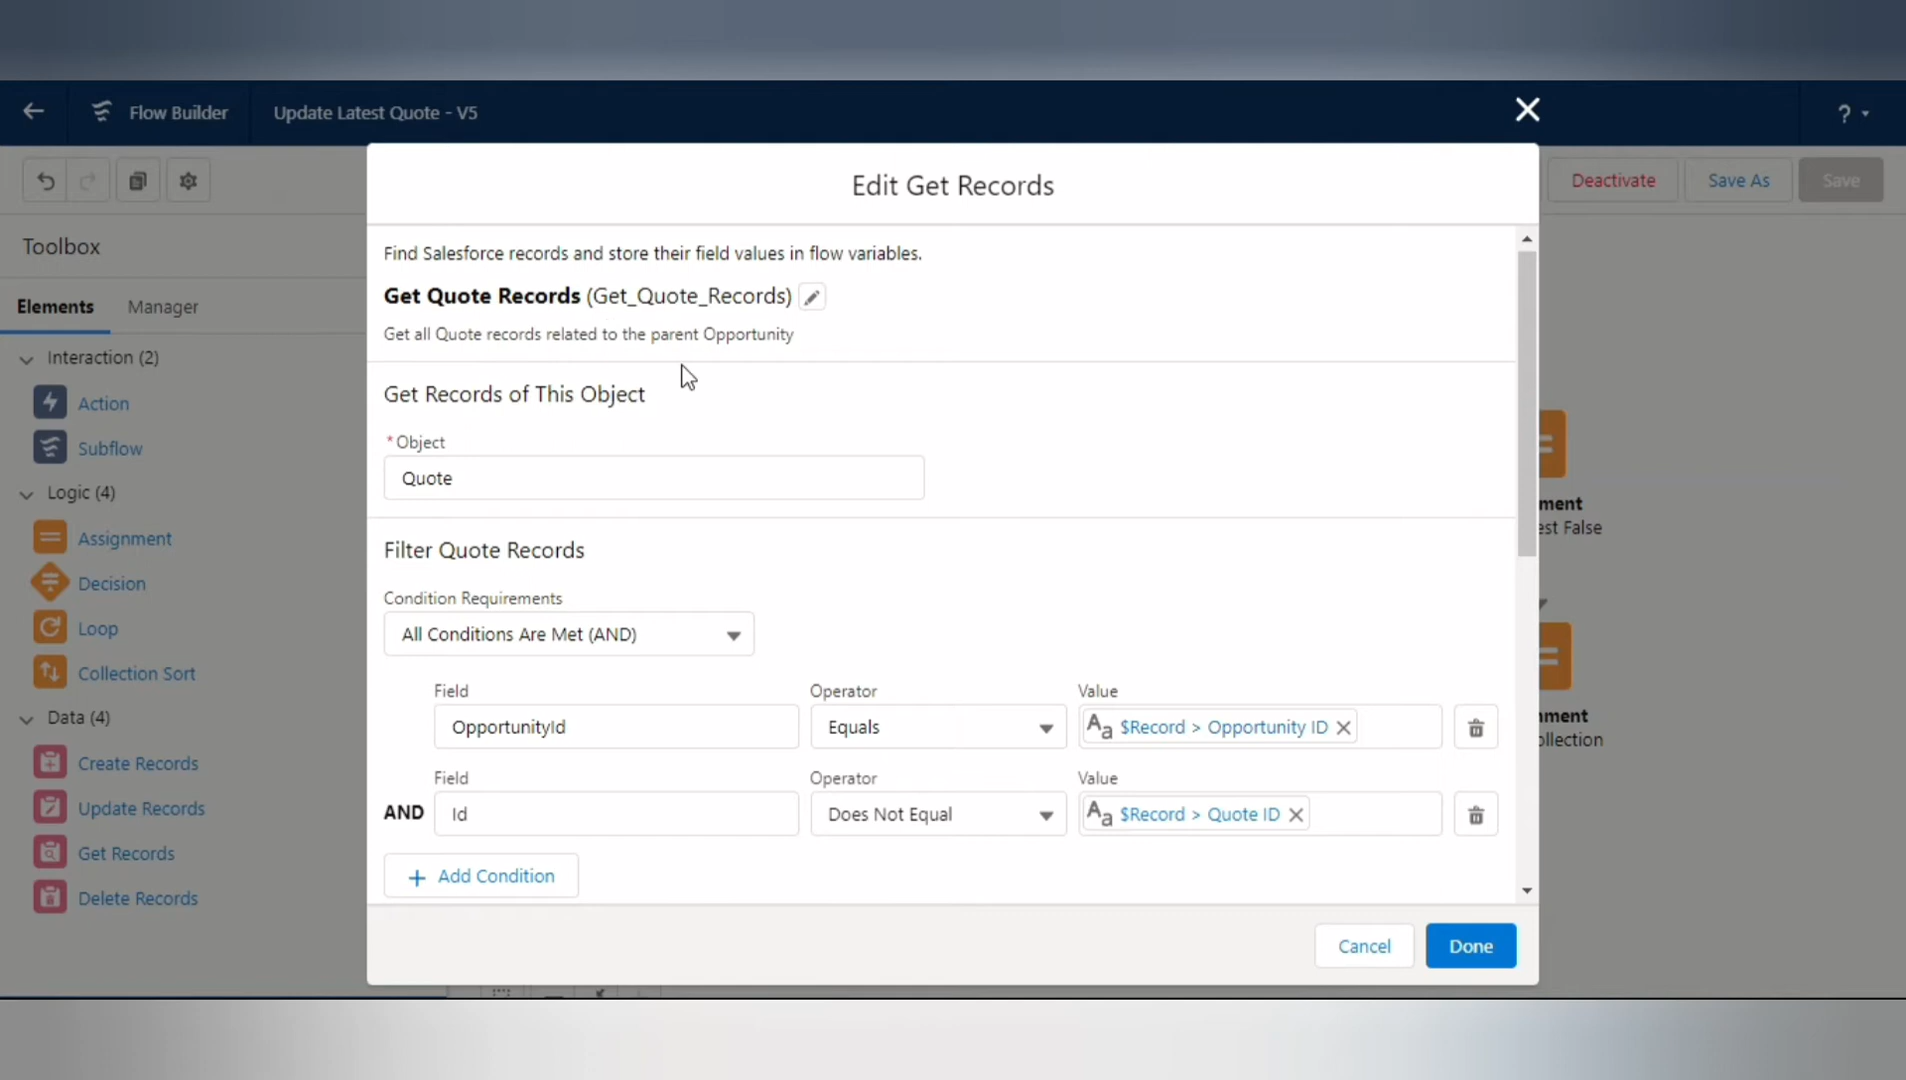 Flow Builder
Update Latest Quote - V5
?
Deactivate
Save As
Save
Toolbox
Elements
Manager
Interaction (2)
Action
Subflow
Logic (4)
Assignment
Decision
Loop
Collection Sort
Data (4)
Create Records
Update Records
Get Records
Delete Records
Edit Get Records
Find Salesforce records and store their field values in flow variables.
Get Quote Records (Get_Quote_Records)
Get all Quote records related to the parent Opportunity
Get Records of This Object
* Object
Quote
Filter Quote Records
Condition Requirements
All Conditions Are Met (AND)
Field Operator Value
OpportunityId Equals Aa $Record > Opportunity ID
Field Operator Value
AND Id Does Not Equal Aa $Record > Quote ID
+ Add Condition
Cancel
Done
ment
est False
nment
ollection